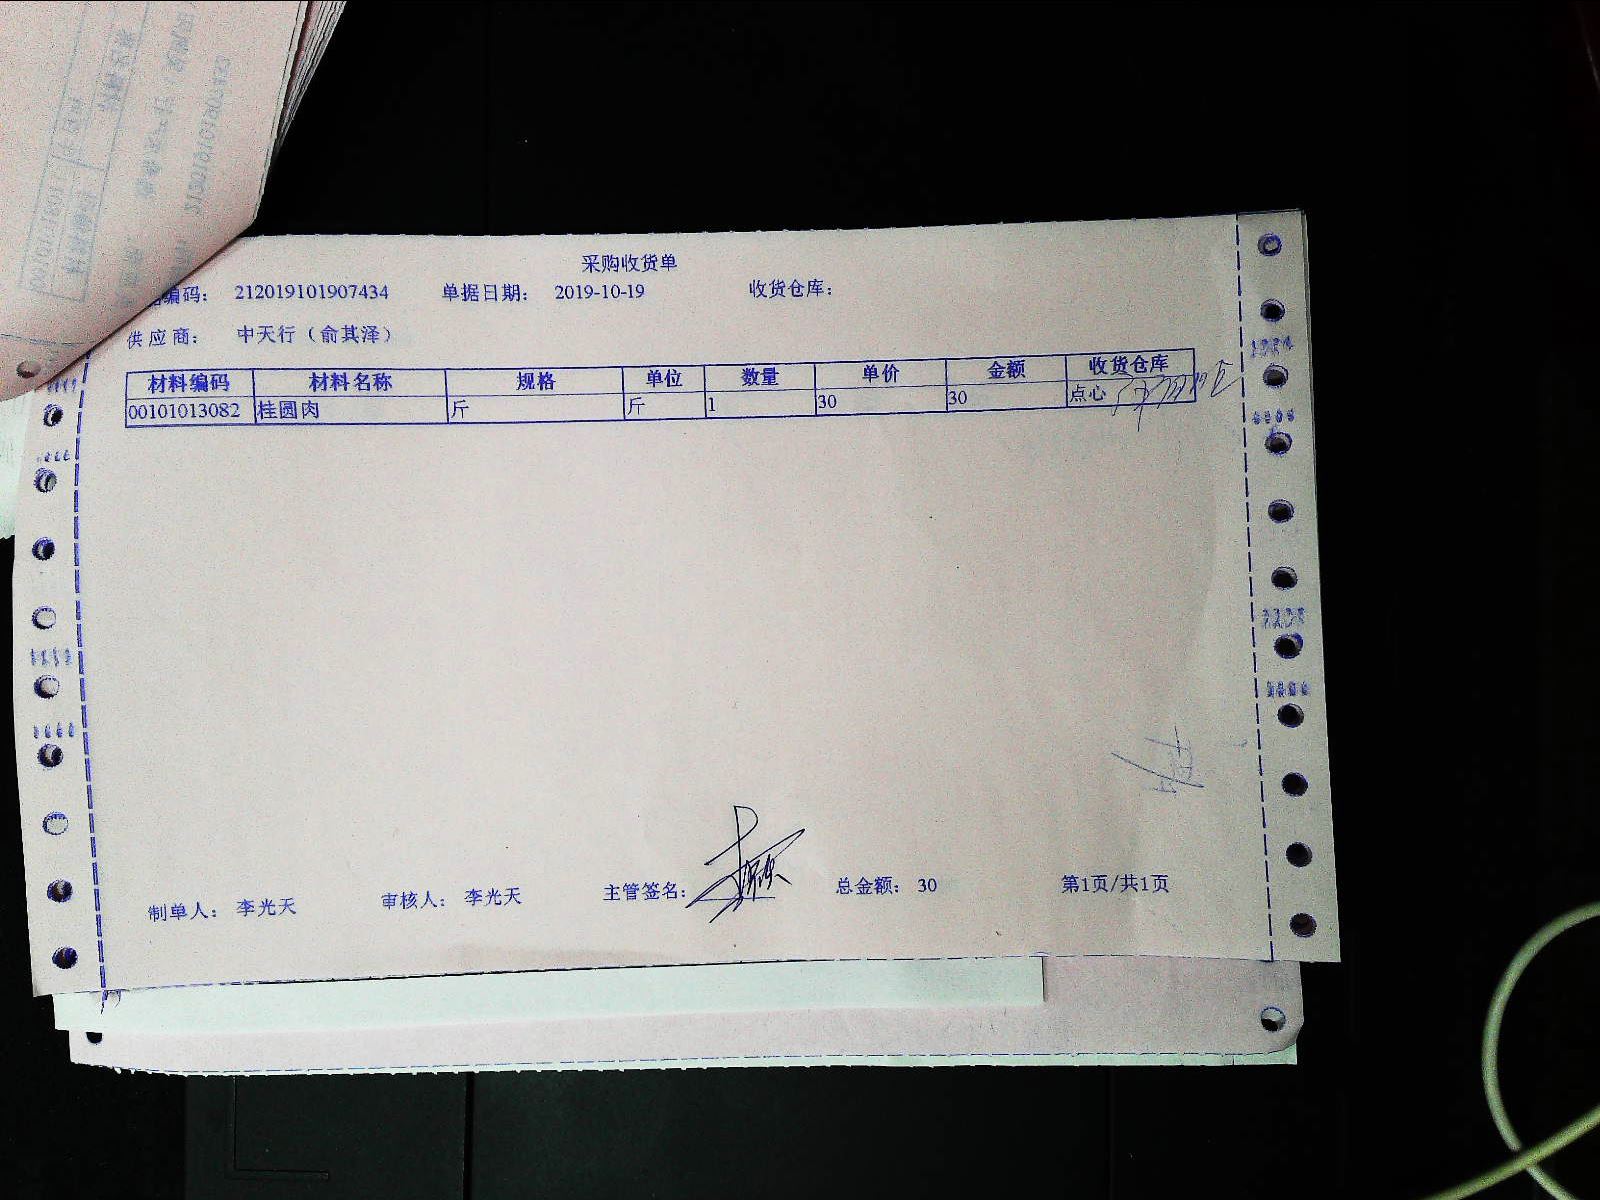 采购收货单
编码： 212019101907434 单据日期： 2019-10-19 收货仓库：
供应商： 中天行（俞其泽）
材料编码 材料名称 规格 单位 数量 单价 金额 收货仓库
00101013082 桂圆肉 斤 斤 1 30 30 点心
制单人： 李光天 审核人： 李光天 主管签名： 总金额： 30 第1页/共1页